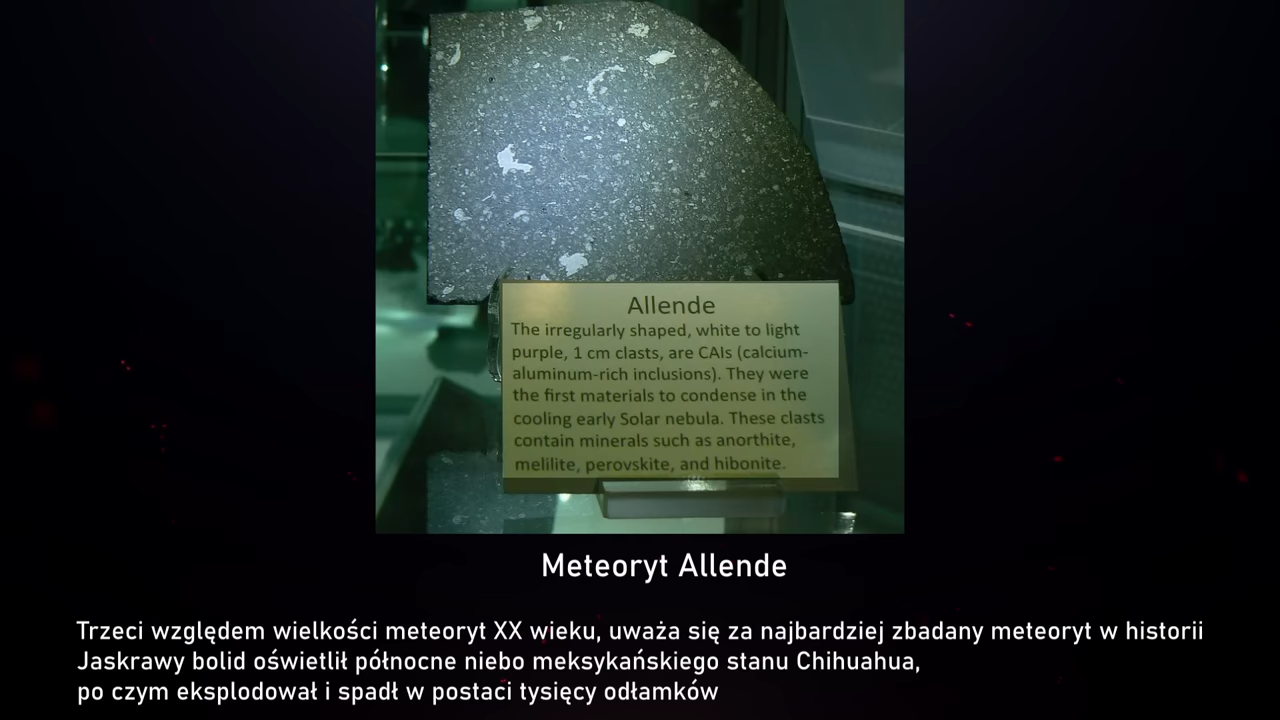 Allende
The irregularly shaped, white to light
purple, 1 cm clasts, are CAIs (calcium-
aluminum-rich inclusions). They were
the first materials to condense in the
cooling early Solar nebula. These clasts
contain minerals such as anorthite,
melilite, perovskite, and hibonite.
Meteoryt Allende
Trzeci względem wielkości meteoryt XX wieku, uważa się za najbardziej zbadany meteoryt w historii
Jaskrawy bolid oświetlił północne niebo meksykańskiego stanu Chihuahua,
po czym eksplodował i spadł w postaci tysięcy odłamków